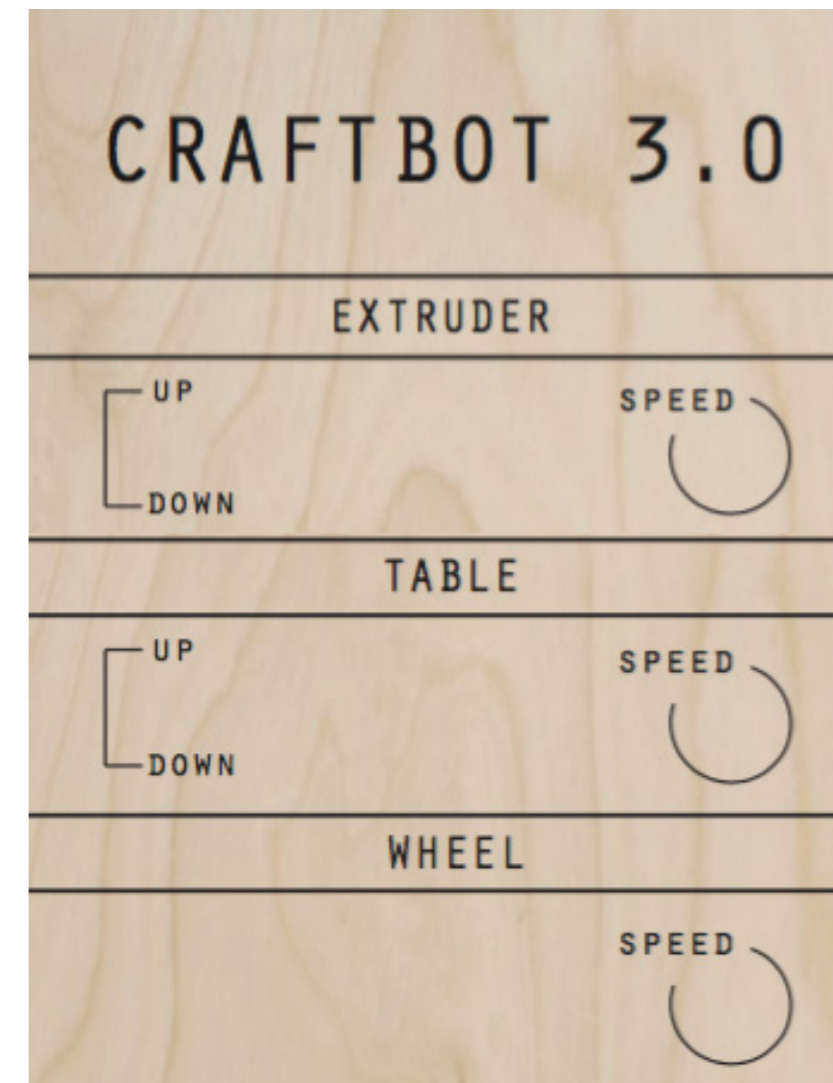 CRAFTBOT 3.0
EXTRUDER
UP
SPEED
DOWN
TABLE
UP
SPEED
DOWN
WHEEL
SPEED